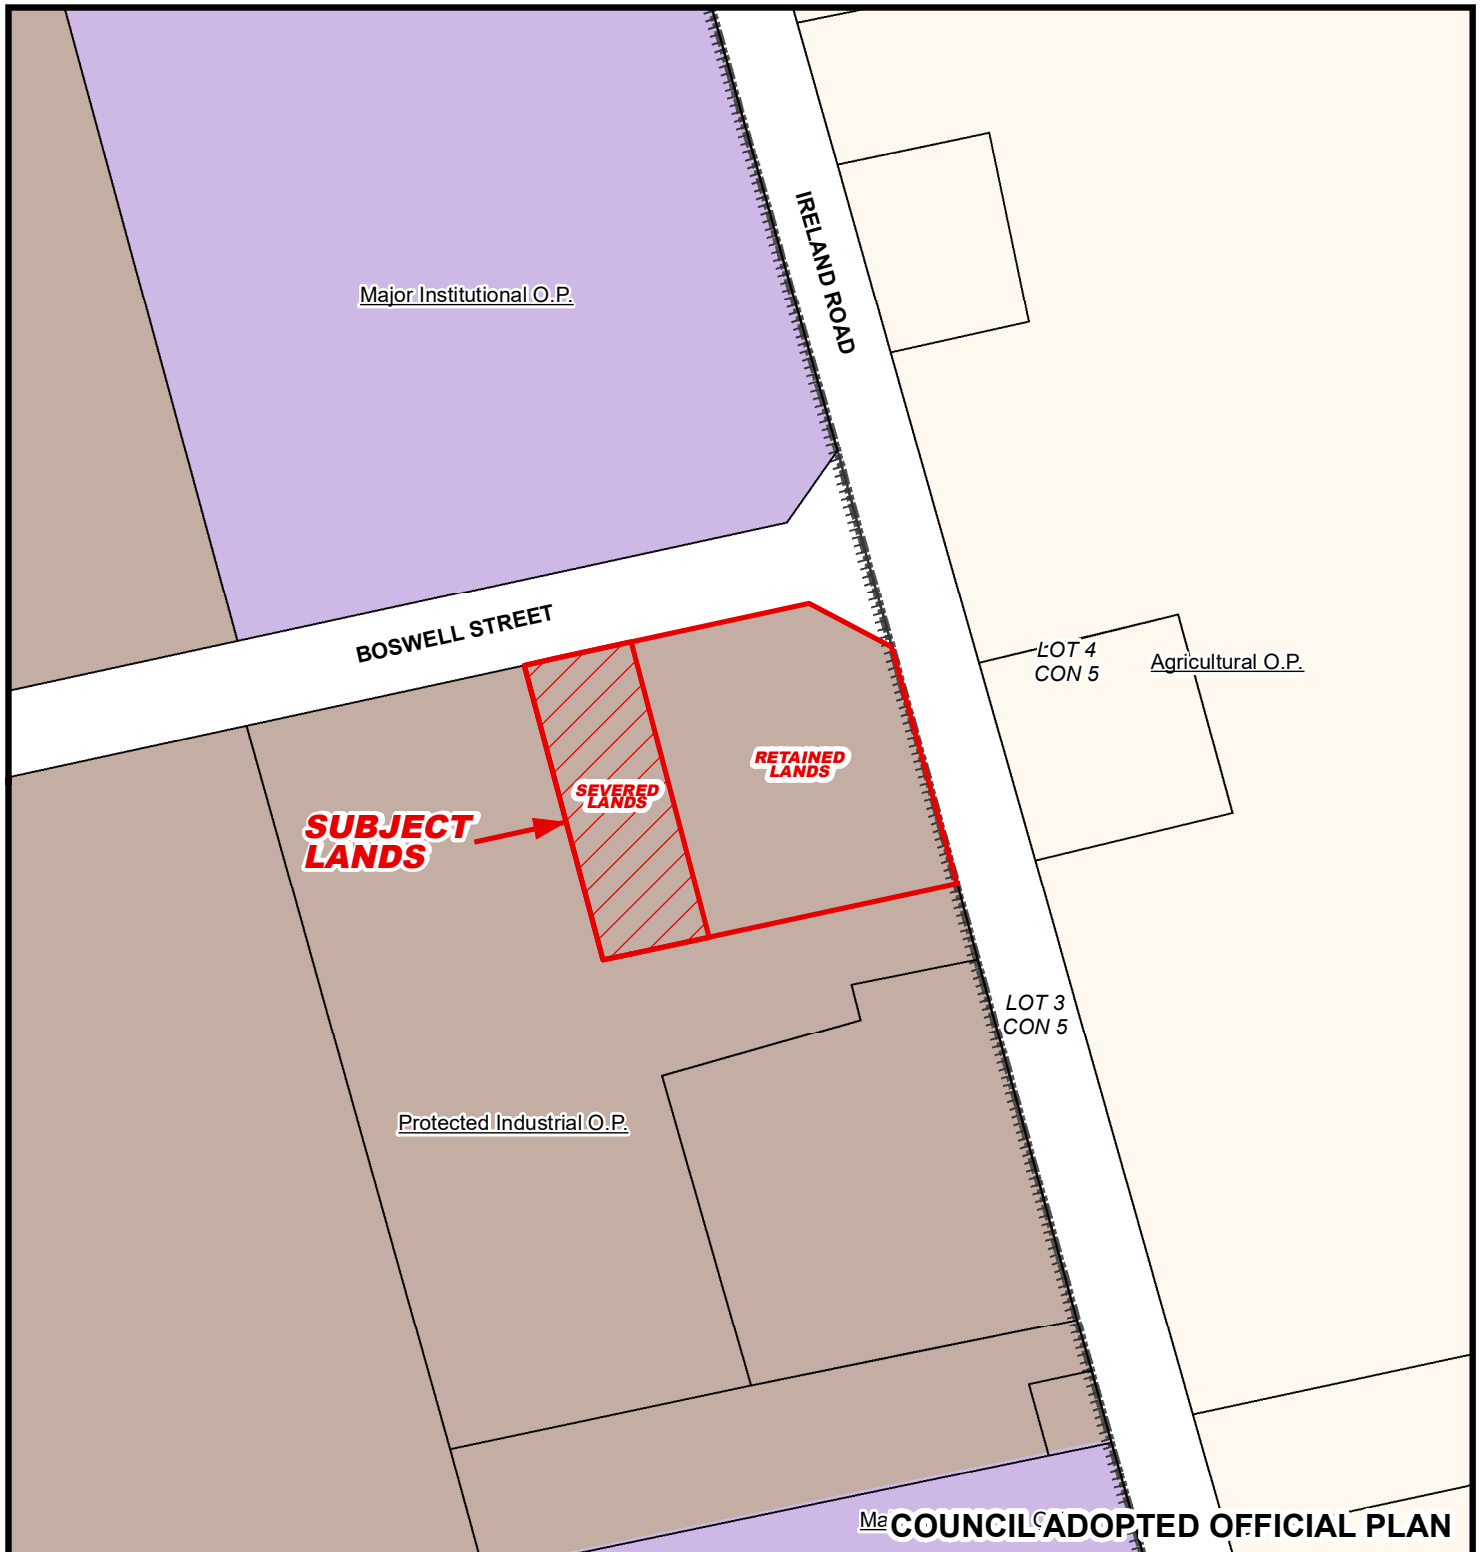 IRELAND ROAD
Major Institutional O.P.
BOSWELL STREET
LOT 4
CON 5
Agricultural O.P.
RETAINED
LANDS
SEVERED
LANDS
SUBJECT
LANDS
LOT 3
CON 5
Protected Industrial O.P.
COUNCIL ADOPTED OFFICIAL PLAN